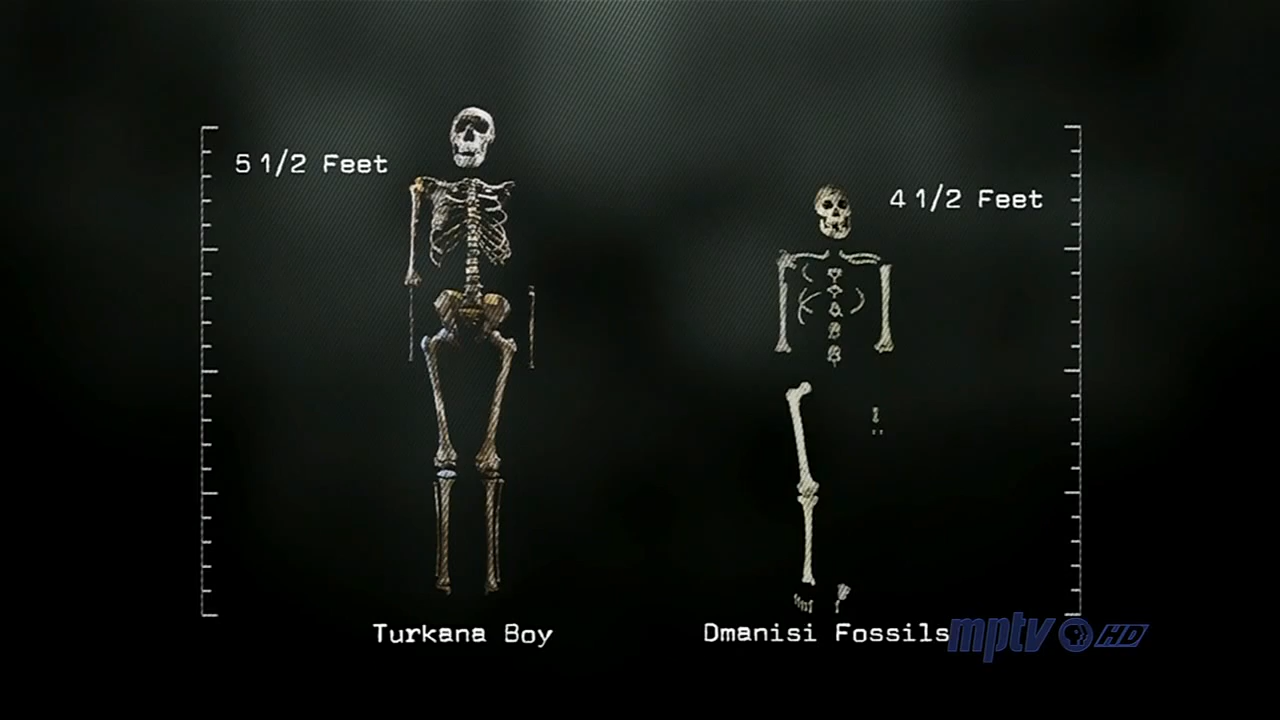 5 1/2 Feet
4 1/2 Feet
Turkana Boy
Dmanisi Fossils
mptv HD